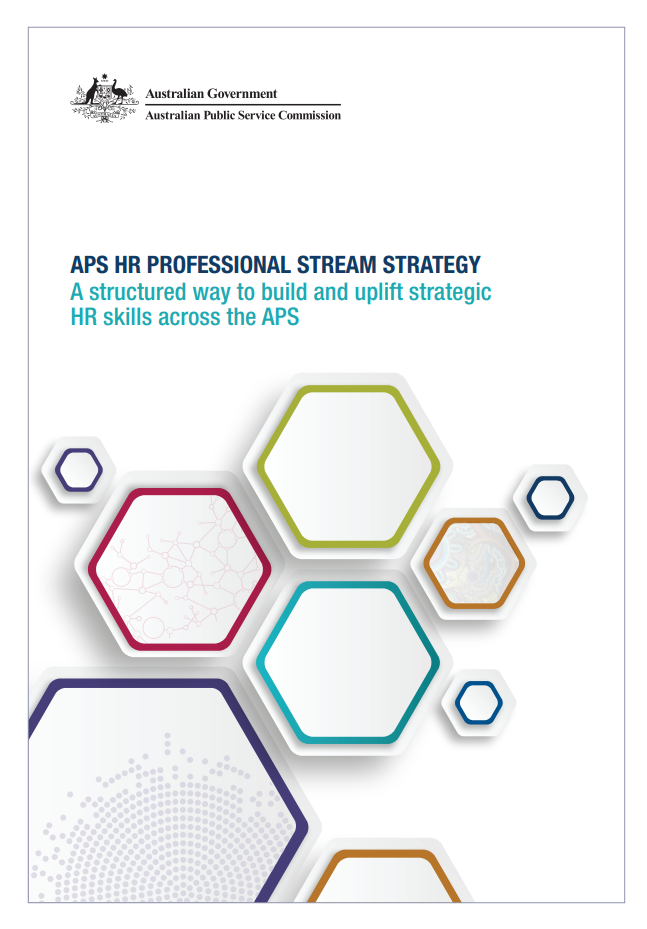 Australian Government
Australian Public Service Commission
APS HR PROFESSIONAL STREAM STRATEGY
A structured way to build and uplift strategic
HR skills across the APS